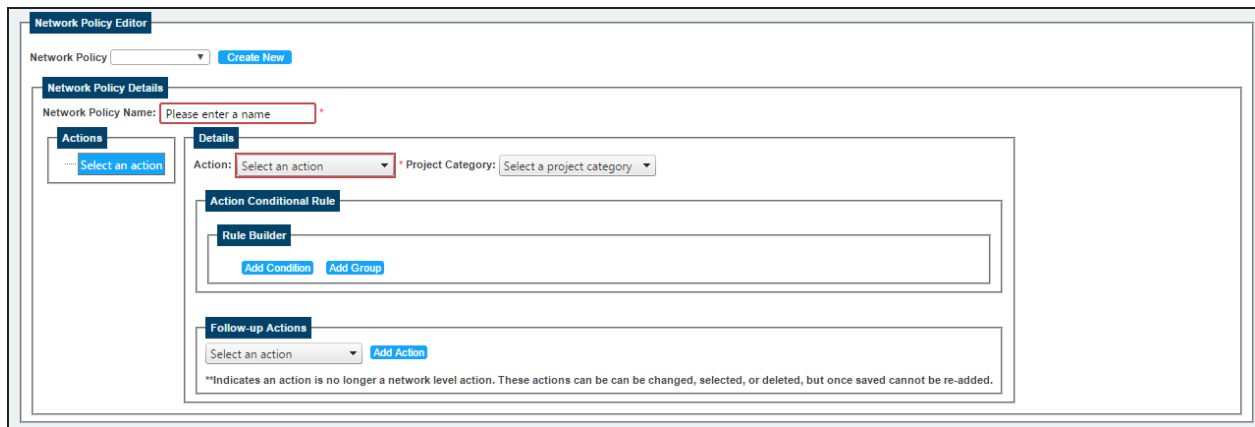 Network Policy Editor
Network Policy Create New
Network Policy Details
Network Policy Name: Please enter a name *
Actions Details
Select an action Action: Select an action * Project Category: Select a project category
Action Conditional Rule
Rule Builder
Add Condition Add Group
Follow-up Actions
Select an action Add Action
**Indicates an action is no longer a network level action. These actions can be can be changed, selected, or deleted, but once saved cannot be re-added.